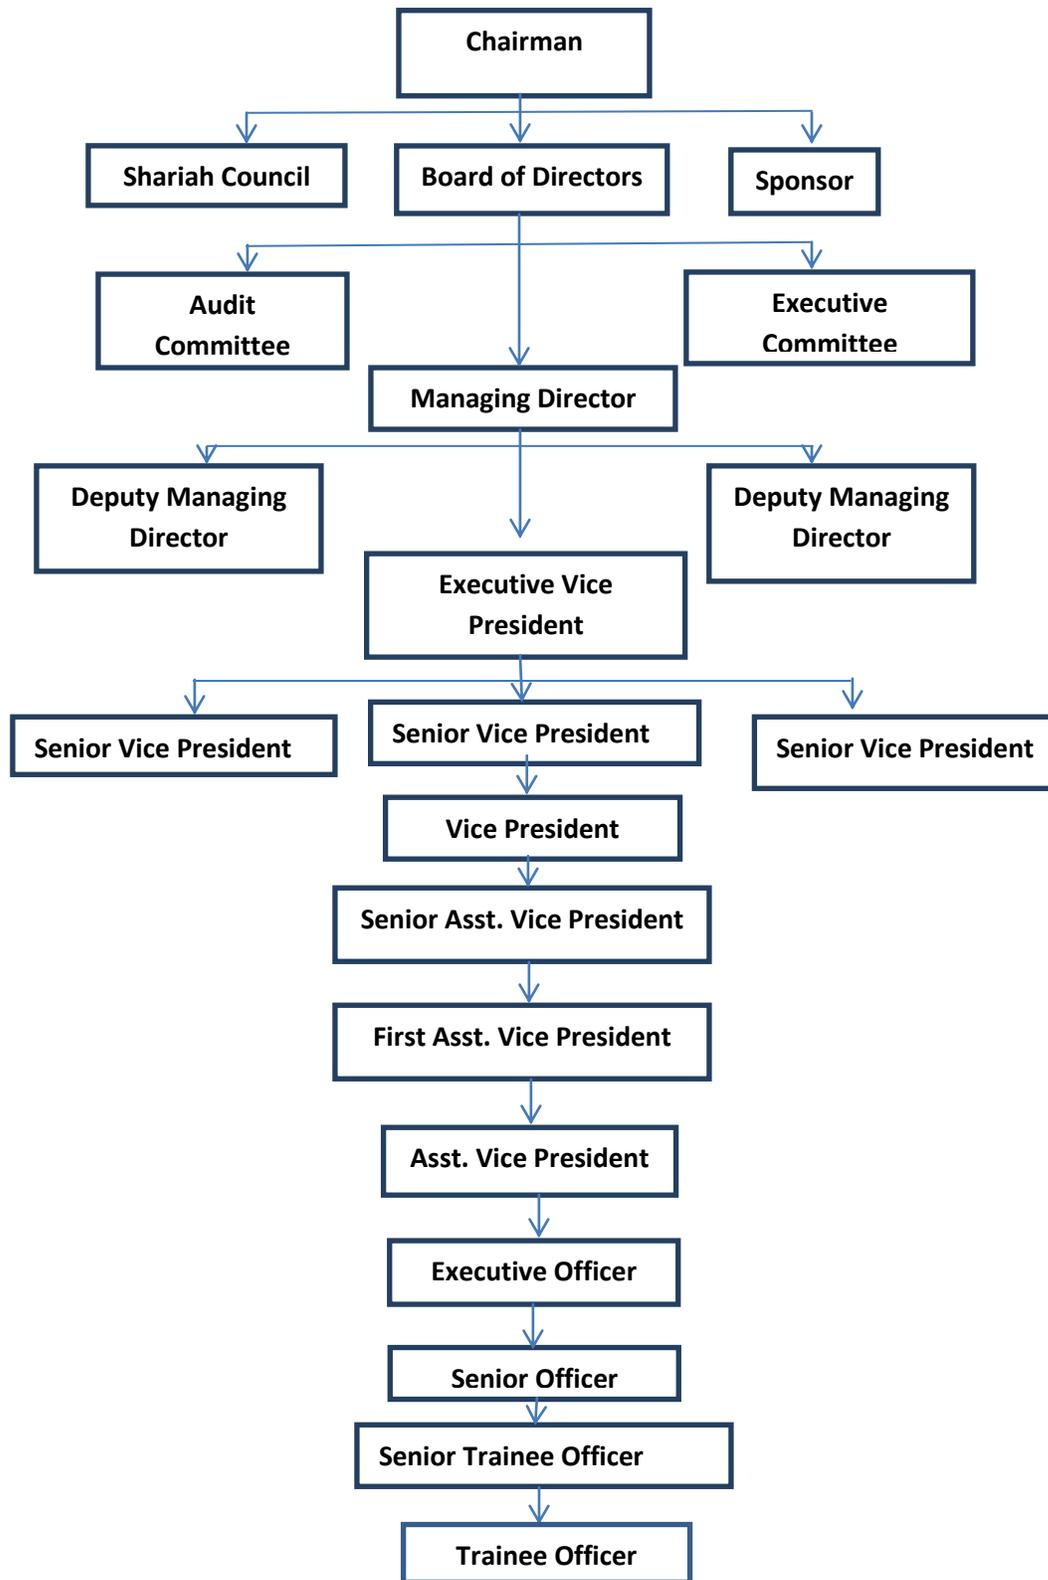 Chairman
Shariah Council
Board of Directors
Sponsor
Audit
Committee
Executive
Committee
Managing Director
Deputy Managing
Director
Deputy Managing
Director
Executive Vice
President
Senior Vice President
Senior Vice President
Senior Vice President
Vice President
Senior Asst. Vice President
First Asst. Vice President
Asst. Vice President
Executive Officer
Senior Officer
Senior Trainee Officer
Trainee Officer